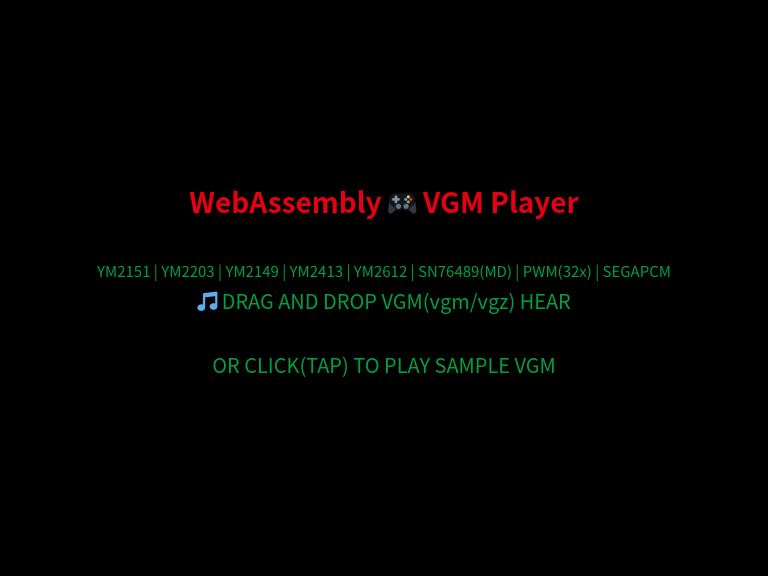 WebAssembly 🎮 VGM Player
YM2151 | YM2203 | YM2149 | YM2413 | YM2612 | SN76489(MD) | PWM(32x) | SEGAPCM
🎵 DRAG AND DROP VGM(vgm/vgz) HEAR
OR CLICK(TAP) TO PLAY SAMPLE VGM